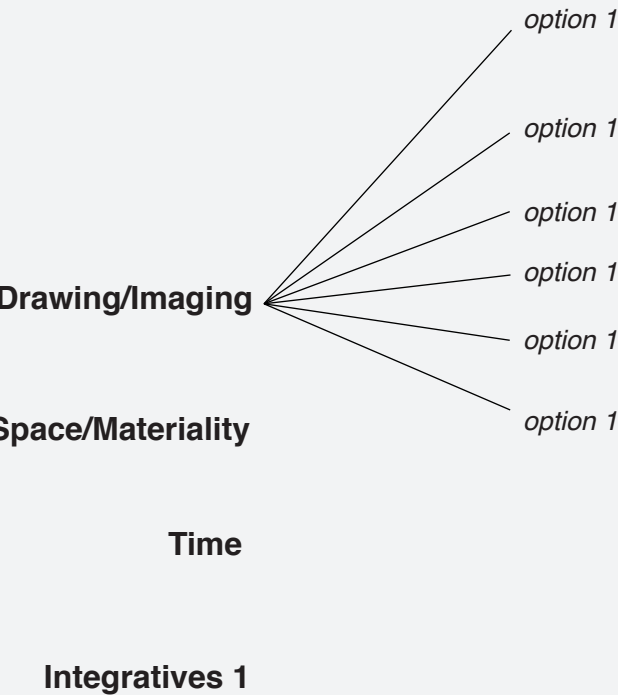 option 1
option 1
option 1
option 1
Drawing/Imaging
option 1
option 1
Space/Materiality
Time
Integratives 1